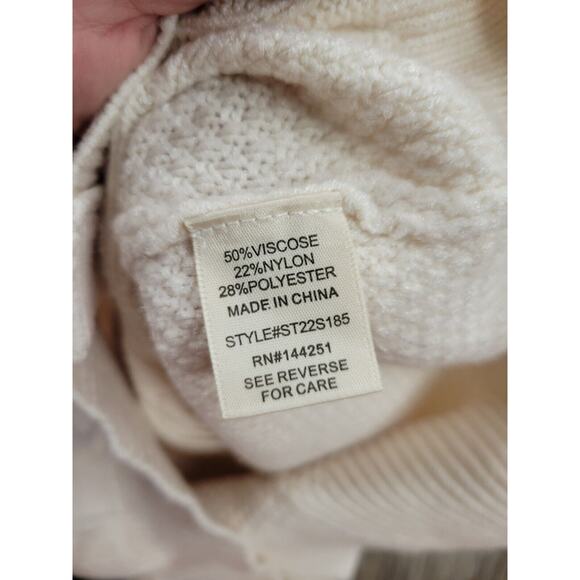 50%VISCOSE
22%NYLON
28%POLYESTER
MADE IN CHINA
STYLE#ST22S185
RN#144251
SEE REVERSE
FOR CARE